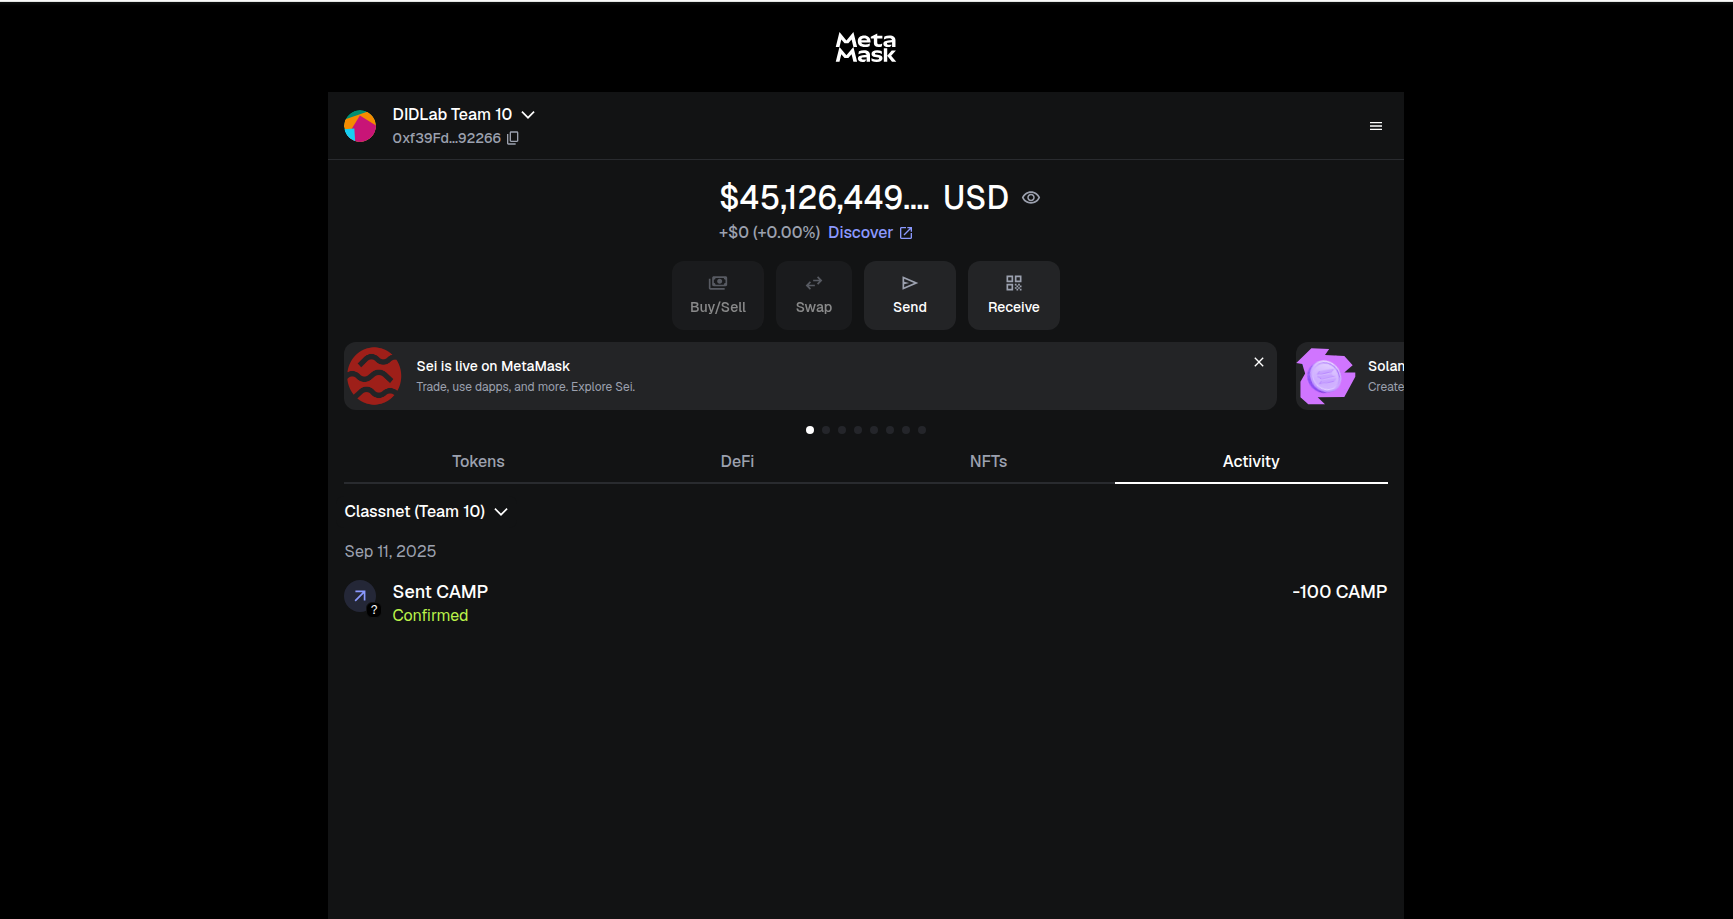 Meta
Mask
DIDLab Team 10
0xf39Fd...92266
$45,126,449.... USD
+$0 (+0.00%) Discover
Buy/Sell
Swap
Send
Receive
Sei is live on MetaMask
Trade, use dapps, and more. Explore Sei.
Solan
Create
Tokens
DeFi
NFTs
Activity
Classnet (Team 10)
Sep 11, 2025
Sent CAMP
-100 CAMP
?
Confirmed